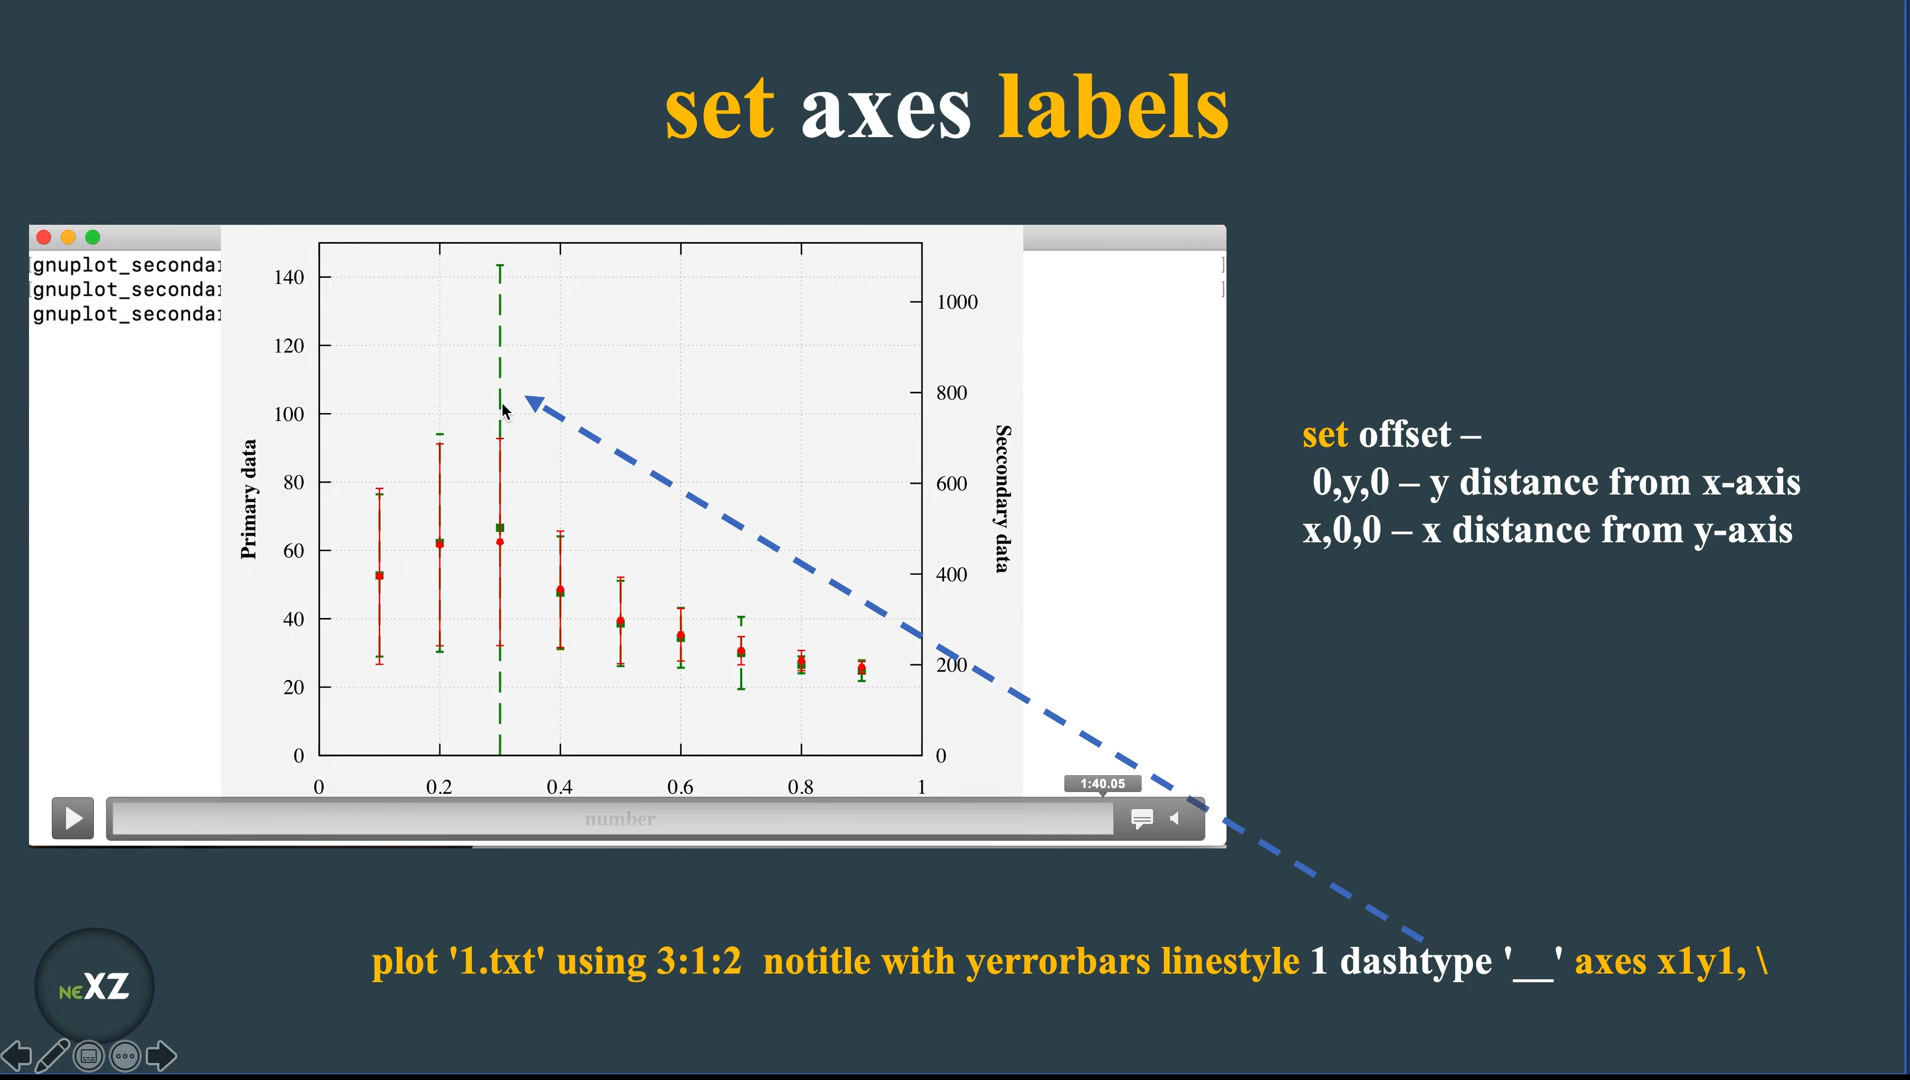 set axes labels
gnuplot_seconda
gnuplot_seconda
gnuplot_seconda
]
]
140
120
100
80
60
40
20
0
Primary data
1000
800
600
400
200
0
Seccondary data
0 0.2 0.4 0.6 0.8 1
number
1:40.05
set offset –
0,y,0 – y distance from x-axis
x,0,0 – x distance from y-axis
plot '1.txt' using 3:1:2 notitle with yerrorbars linestyle 1 dashtype '__' axes x1y1, \
NEXZ